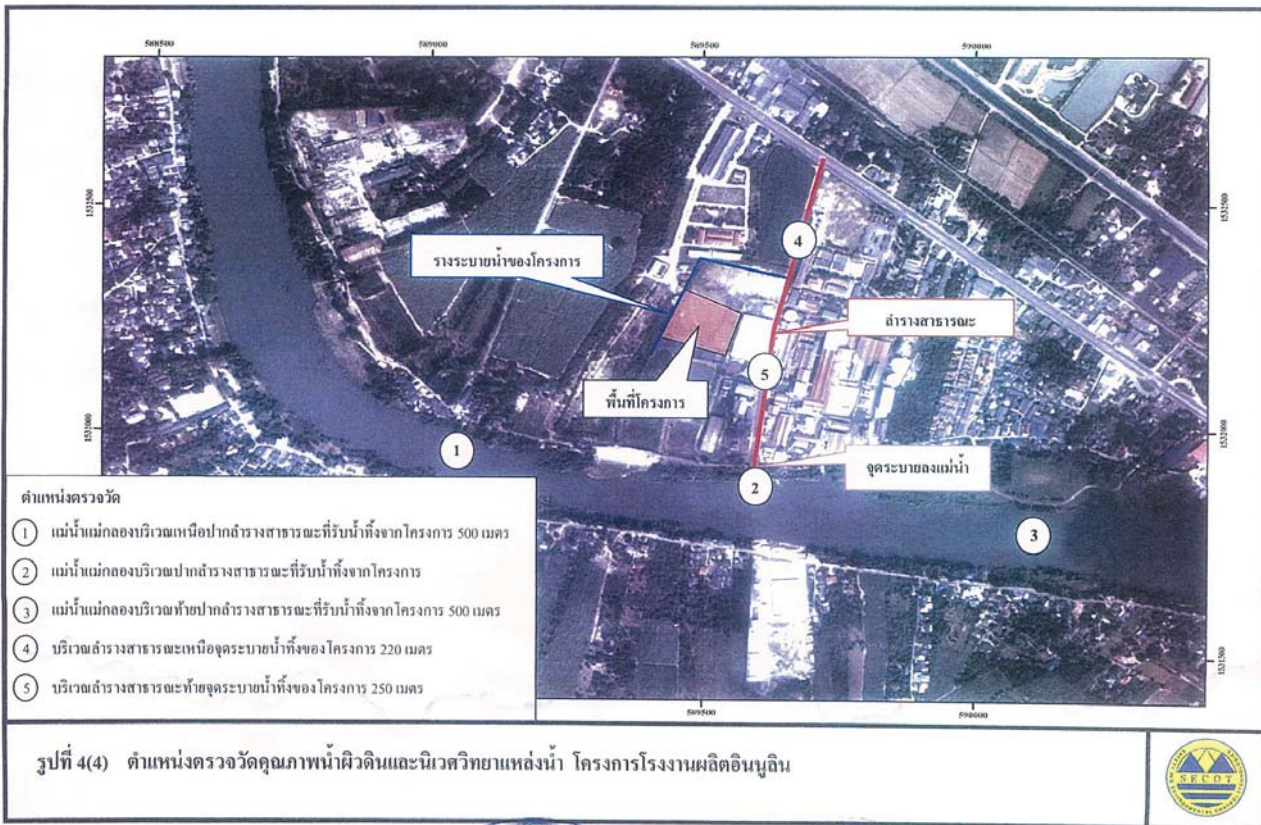 588500 589000 589500 590000
1532500 1532500
รางระบายน้ำของโครงการ
4
ลำรางสาธารณะ
5
พื้นที่โครงการ
1532000 1532000
1
จุดระบายลงแม่น้ำ
2
3
ตำแหน่งตรวจวัด
1 แม่น้ำแม่กลองบริเวณเหนือปากลำรางสาธารณะที่รับน้ำทิ้งจากโครงการ 500 เมตร
2 แม่น้ำแม่กลองบริเวณปากลำรางสาธารณะที่รับน้ำทิ้งจากโครงการ
3 แม่น้ำแม่กลองบริเวณท้ายปากลำรางสาธารณะที่รับน้ำทิ้งจากโครงการ 500 เมตร
4 บริเวณลำรางสาธารณะเหนือจุดระบายน้ำทิ้งของโครงการ 220 เมตร
5 บริเวณลำรางสาธารณะท้ายจุดระบายน้ำทิ้งของโครงการ 250 เมตร
1531500
589500 590000
รูปที่ 4(4) ตำแหน่งตรวจวัดคุณภาพน้ำผิวดินและนิเวศวิทยาแหล่งน้ำ โครงการโรงงานผลิตอินนูลิน
SECOT